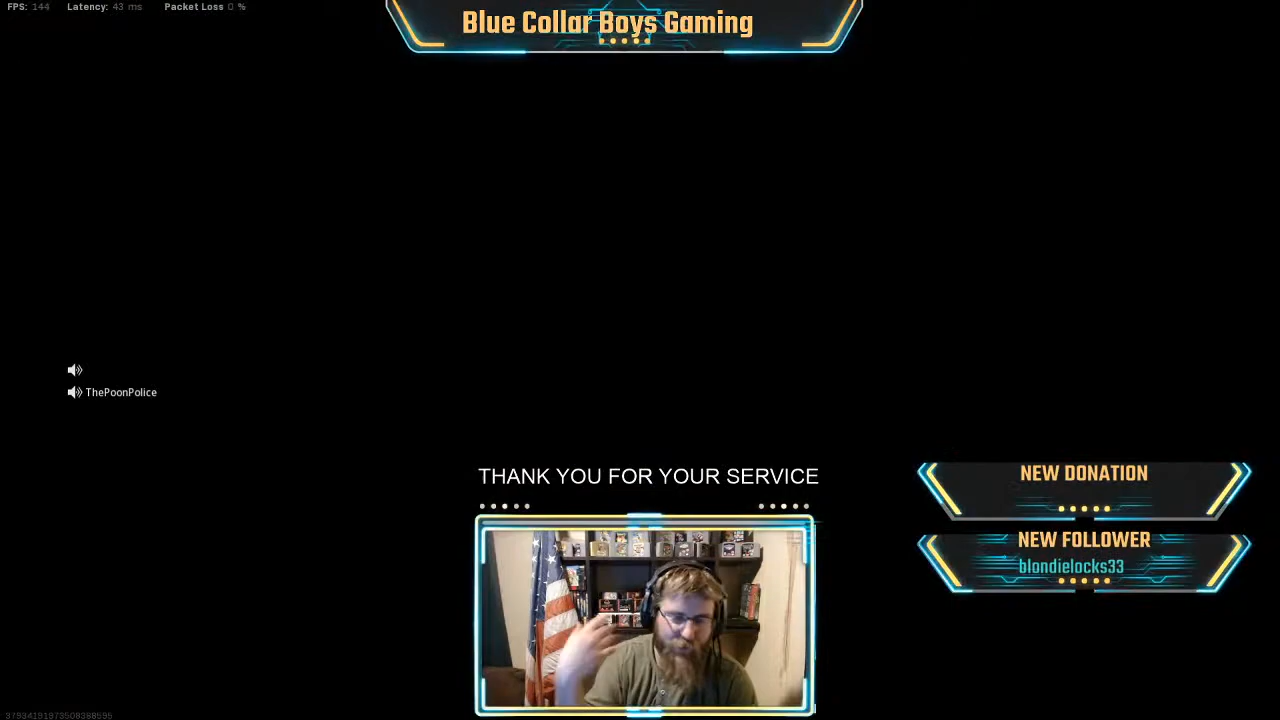 FPS: 144 Latency: 43 ms Packet Loss 0 %
Blue Collar Boys Gaming
ThePoonPolice
THANK YOU FOR YOUR SERVICE
NEW DONATION
NEW FOLLOWER
blondielocks33